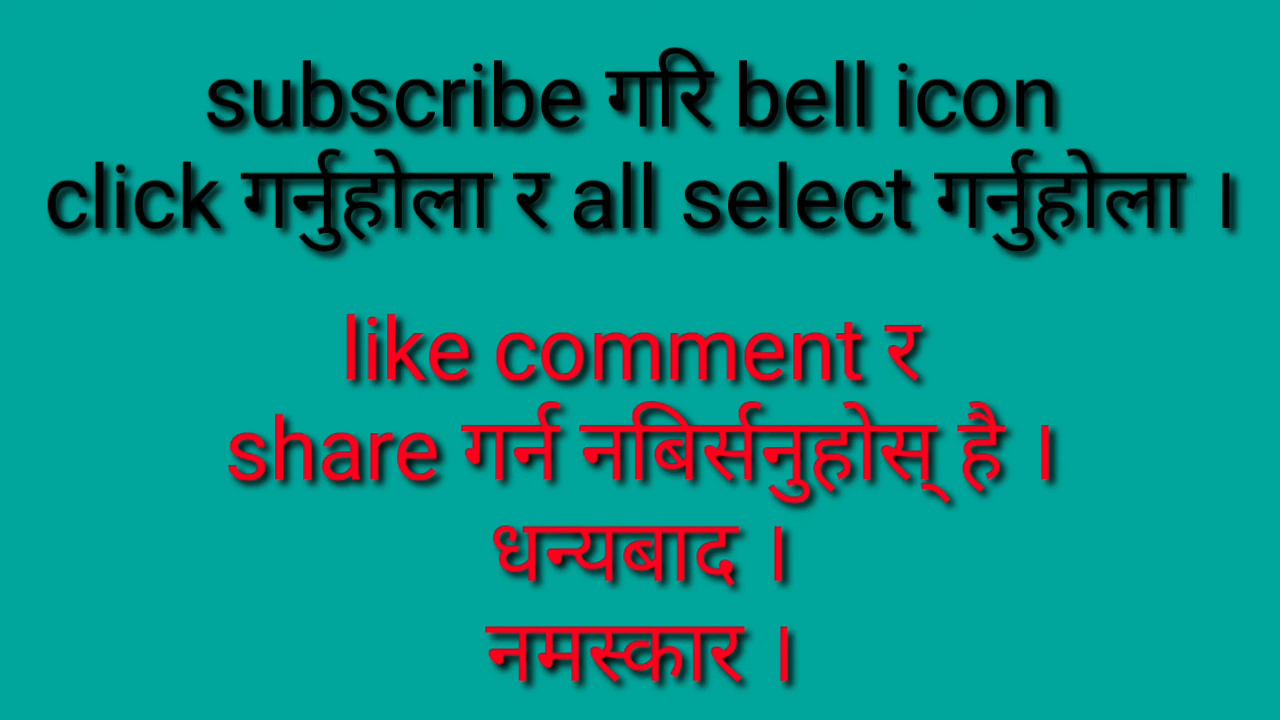 subscribe गरि bell icon
click गर्नुहोला र all select गर्नुहोला ।
like comment र
share गर्न नबिर्सनुहोस् है ।
धन्यबाद ।
नमस्कार ।